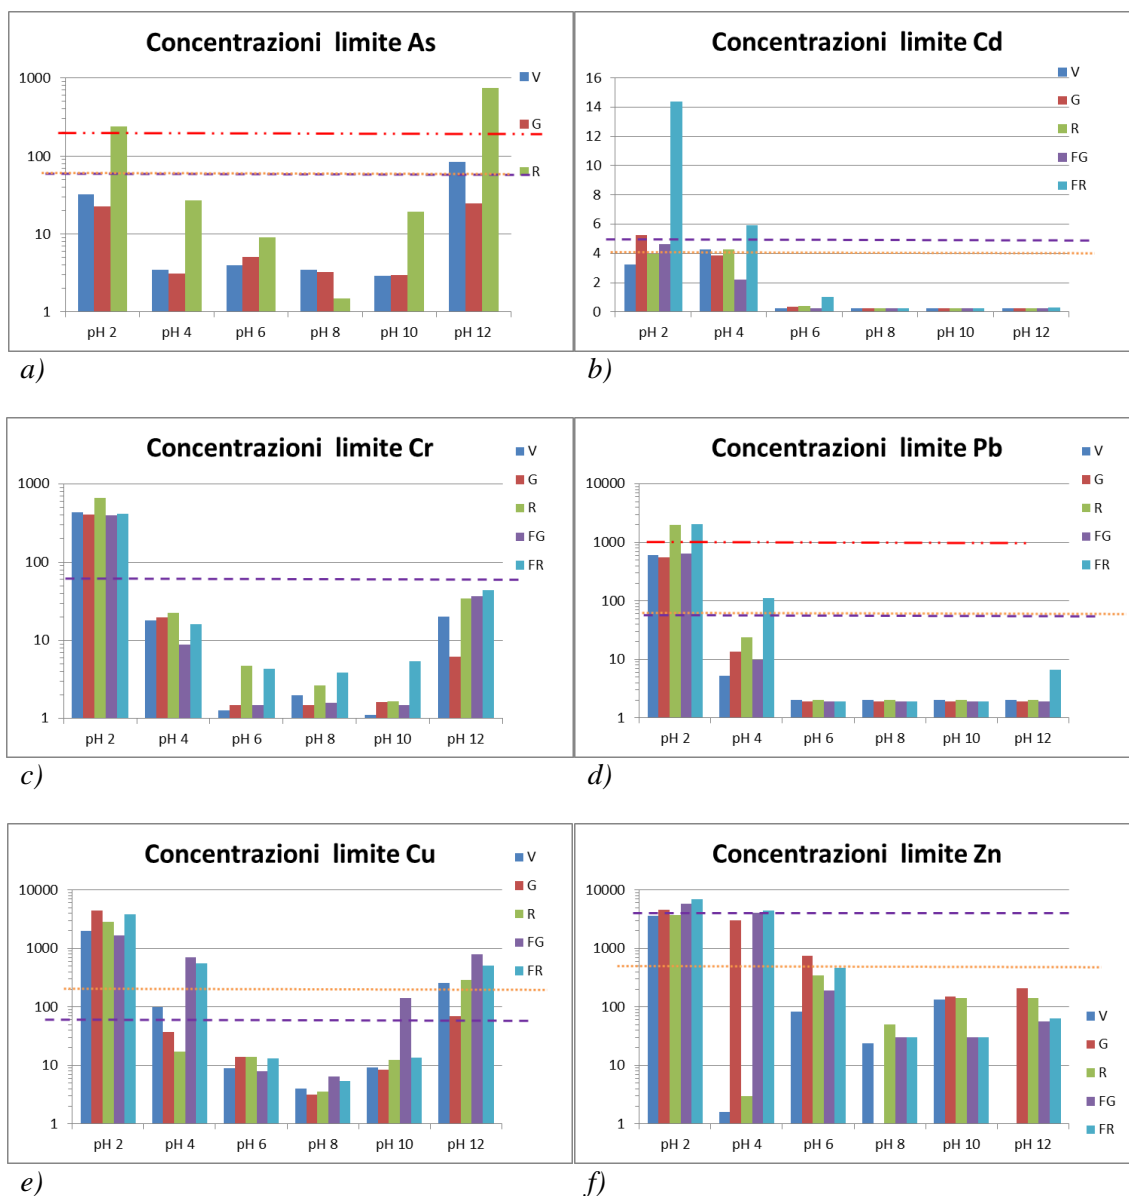 Concentrazioni limite As
1000
100
10
1
pH 2 pH 4 pH 6 pH 8 pH 10 pH 12
V
G
R
a)
Concentrazioni limite Cd
16
14
12
10
8
6
4
2
0
pH 2 pH 4 pH 6 pH 8 pH 10 pH 12
V
G
R
FG
FR
b)
Concentrazioni limite Cr
1000
100
10
1
pH 2 pH 4 pH 6 pH 8 pH 10 pH 12
V
G
R
FG
FR
c)
Concentrazioni limite Pb
10000
1000
100
10
1
pH 2 pH 4 pH 6 pH 8 pH 10 pH 12
V
G
R
FG
FR
d)
Concentrazioni limite Cu
10000
1000
100
10
1
pH 2 pH 4 pH 6 pH 8 pH 10 pH 12
V
G
R
FG
FR
e)
Concentrazioni limite Zn
10000
1000
100
10
1
pH 2 pH 4 pH 6 pH 8 pH 10 pH 12
V
G
R
FG
FR
f)